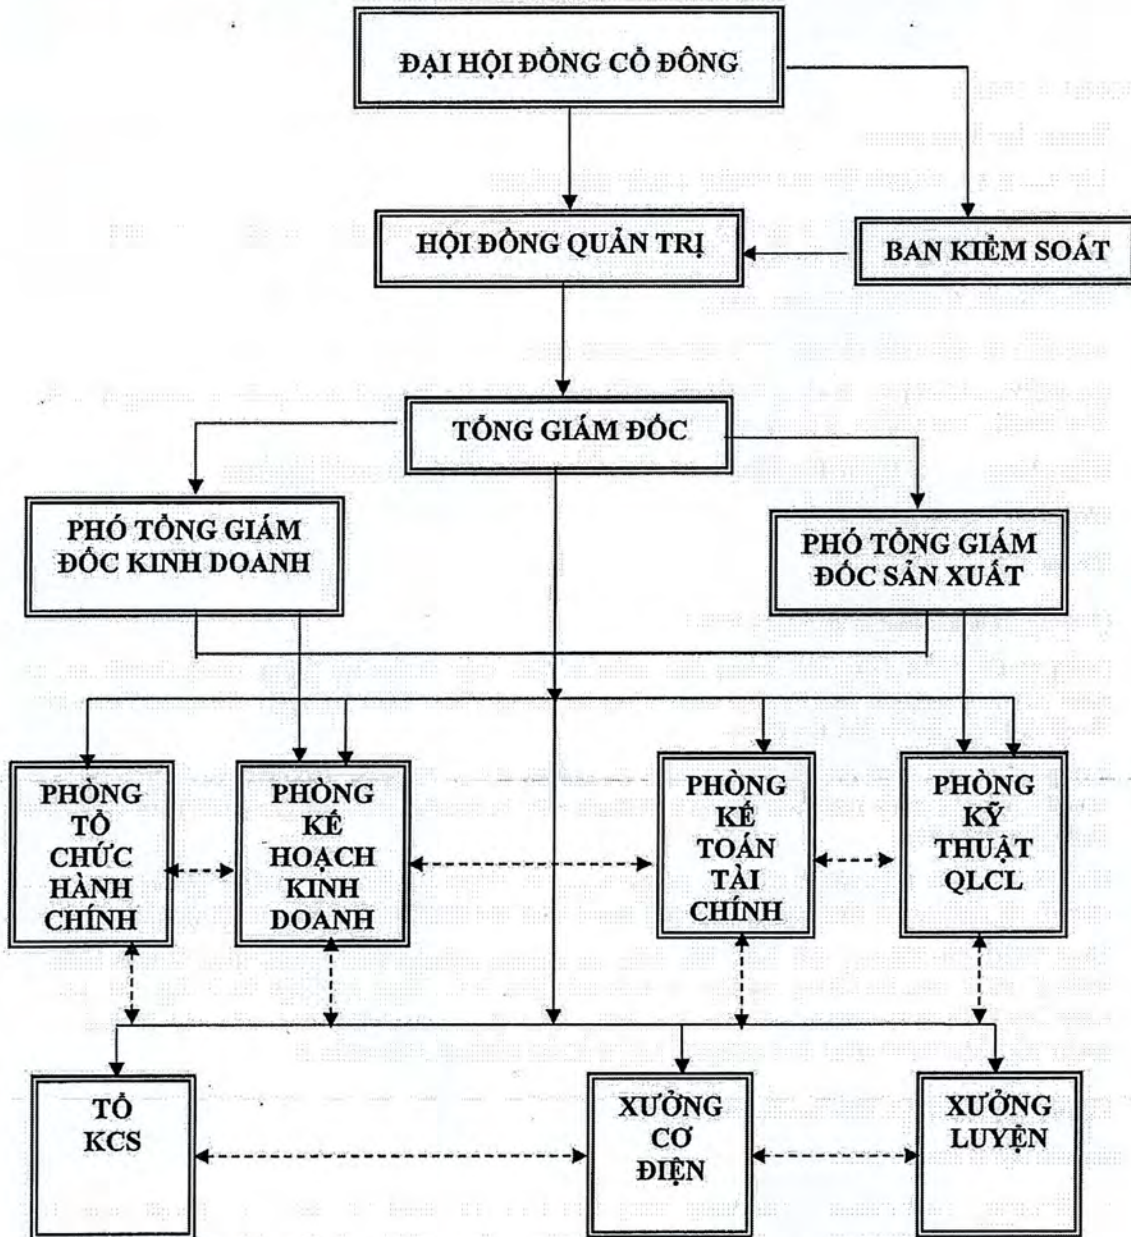 ĐẠI HỘI ĐỒNG CỔ ĐÔNG
HỘI ĐỒNG QUẢN TRỊ
BAN KIỂM SOÁT
TỔNG GIÁM ĐỐC
PHÓ TỔNG GIÁM
ĐỐC KINH DOANH
PHÓ TỔNG GIÁM
ĐỐC SẢN XUẤT
PHÒNG
TỔ
CHỨC
HÀNH
CHÍNH
PHÒNG
KẾ
HOẠCH
KINH
DOANH
PHÒNG
KẾ
TOÁN
TÀI
CHÍNH
PHÒNG
KỸ
THUẬT
QLCL
TỔ
KCS
XƯỞNG
CƠ
ĐIỆN
XƯỞNG
LUYỆN